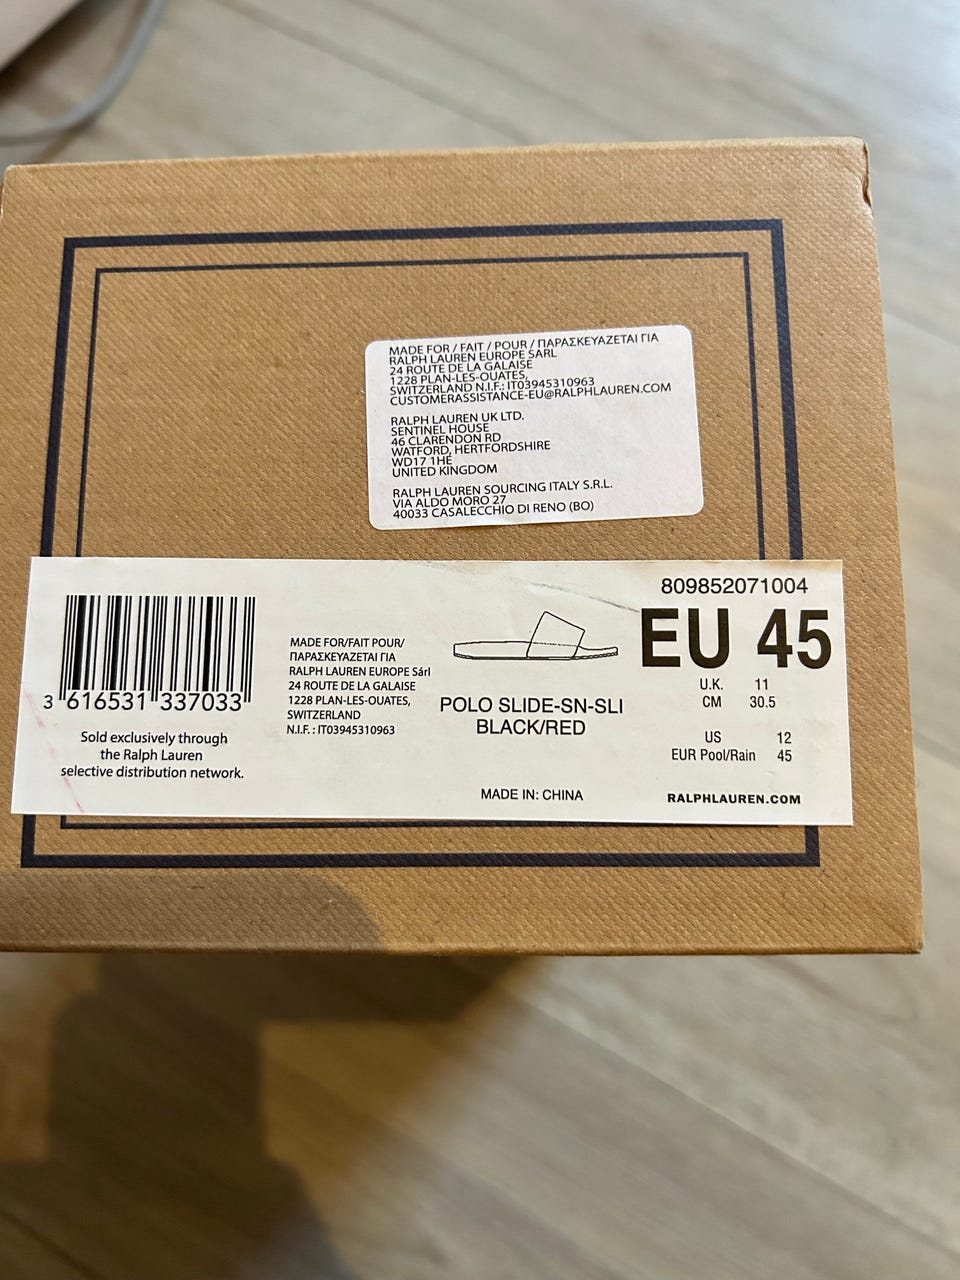 MADE FOR / FAIT / POUR / ΠΑΡΑΣΚΕΥΑΖΕΤΑΙ ΓΙΑ
RALPH LAUREN EUROPE SARL
24 ROUTE DE LA GALAISE
1228 PLAN-LES-OUATES,
SWITZERLAND N.I.F.: IT03945310963
CUSTOMERASSISTANCE-EU@RALPHLAUREN.COM
RALPH LAUREN UK LTD.
SENTINEL HOUSE
46 CLARENDON RD
WATFORD, HERTFORDSHIRE
WD17 1HE
UNITED KINGDOM
RALPH LAUREN SOURCING ITALY S.R.L.
VIA ALDO MORO 27
40033 CASALECCHIO DI RENO (BO)
3 616531 337033
Sold exclusively through
the Ralph Lauren
selective distribution network.
MADE FOR/FAIT POUR/
ΠΑΡΑΣΚΕΥΑΖΕΤΑΙ ΓΙΑ
RALPH LAUREN EUROPE Sárl
24 ROUTE DE LA GALAISE
1228 PLAN-LES-OUATES,
SWITZERLAND
N.I.F. : IT03945310963
POLO SLIDE-SN-SLI
BLACK/RED
MADE IN: CHINA
809852071004
EU 45
U.K. 11
CM 30.5
US 12
EUR Pool/Rain 45
RALPHLAUREN.COM